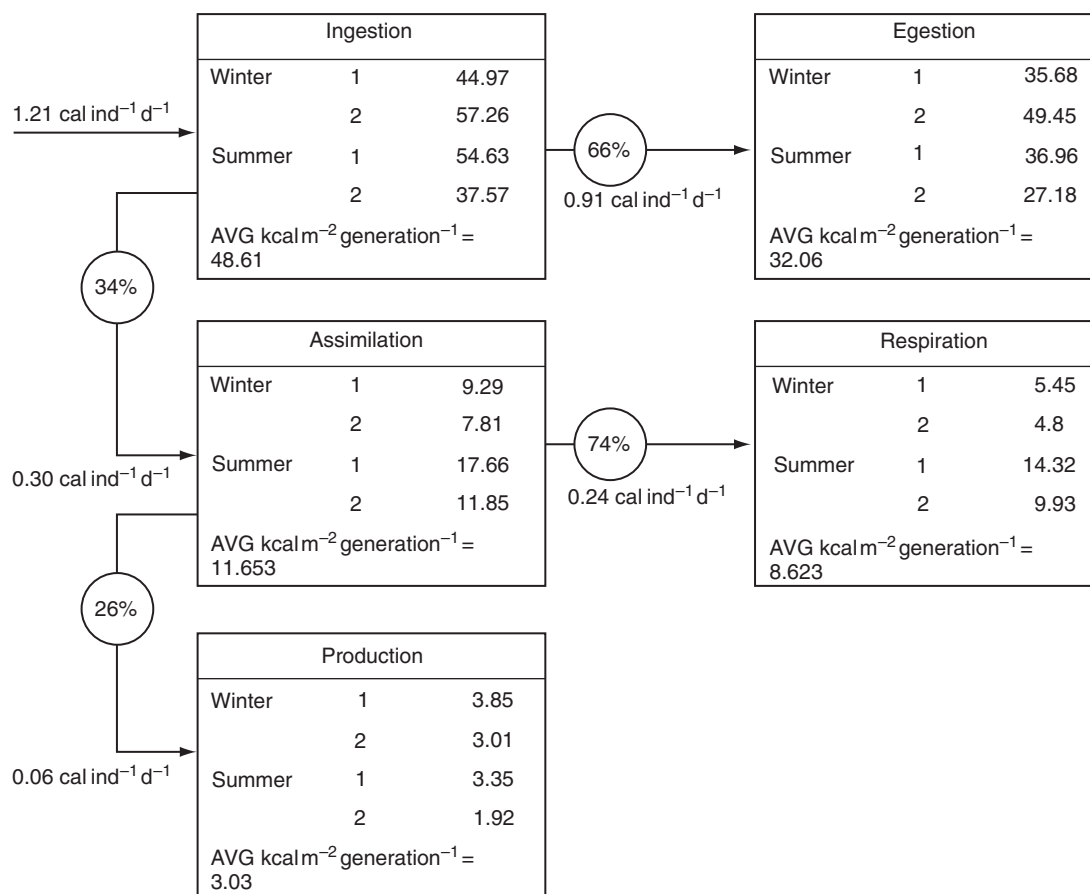 Ingestion
Winter 1 44.97
2 57.26
Summer 1 54.63
2 37.57
AVG kcal m⁻² generation⁻¹ =
48.61
Egestion
Winter 1 35.68
2 49.45
Summer 1 36.96
2 27.18
AVG kcal m⁻² generation⁻¹ =
32.06
1.21 cal ind⁻¹ d⁻¹
66%
0.91 cal ind⁻¹ d⁻¹
34%
0.30 cal ind⁻¹ d⁻¹
Assimilation
Winter 1 9.29
2 7.81
Summer 1 17.66
2 11.85
AVG kcal m⁻² generation⁻¹ =
11.653
74%
0.24 cal ind⁻¹ d⁻¹
Respiration
Winter 1 5.45
2 4.8
Summer 1 14.32
2 9.93
AVG kcal m⁻² generation⁻¹ =
8.623
26%
0.06 cal ind⁻¹ d⁻¹
Production
Winter 1 3.85
2 3.01
Summer 1 3.35
2 1.92
AVG kcal m⁻² generation⁻¹ =
3.03